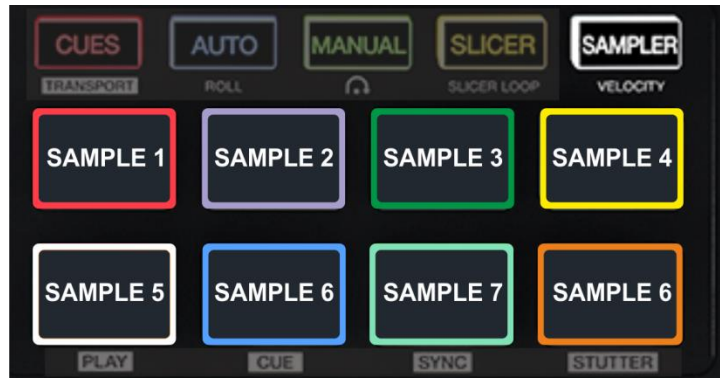 CUES AUTO MANUAL SLICER SAMPLER
TRANSPORT ROLL SLICER LOOP VELOCITY
SAMPLE 1 SAMPLE 2 SAMPLE 3 SAMPLE 4
SAMPLE 5 SAMPLE 6 SAMPLE 7 SAMPLE 6
PLAY CUE SYNC STUTTER